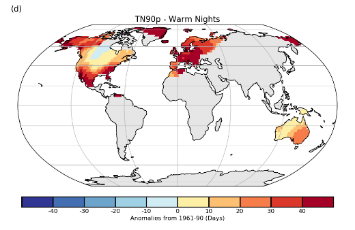 (d)
TN90p - Warm Nights
-40 -30 -20 -10 0 10 20 30 40
Anomalies from 1961-90 (Days)